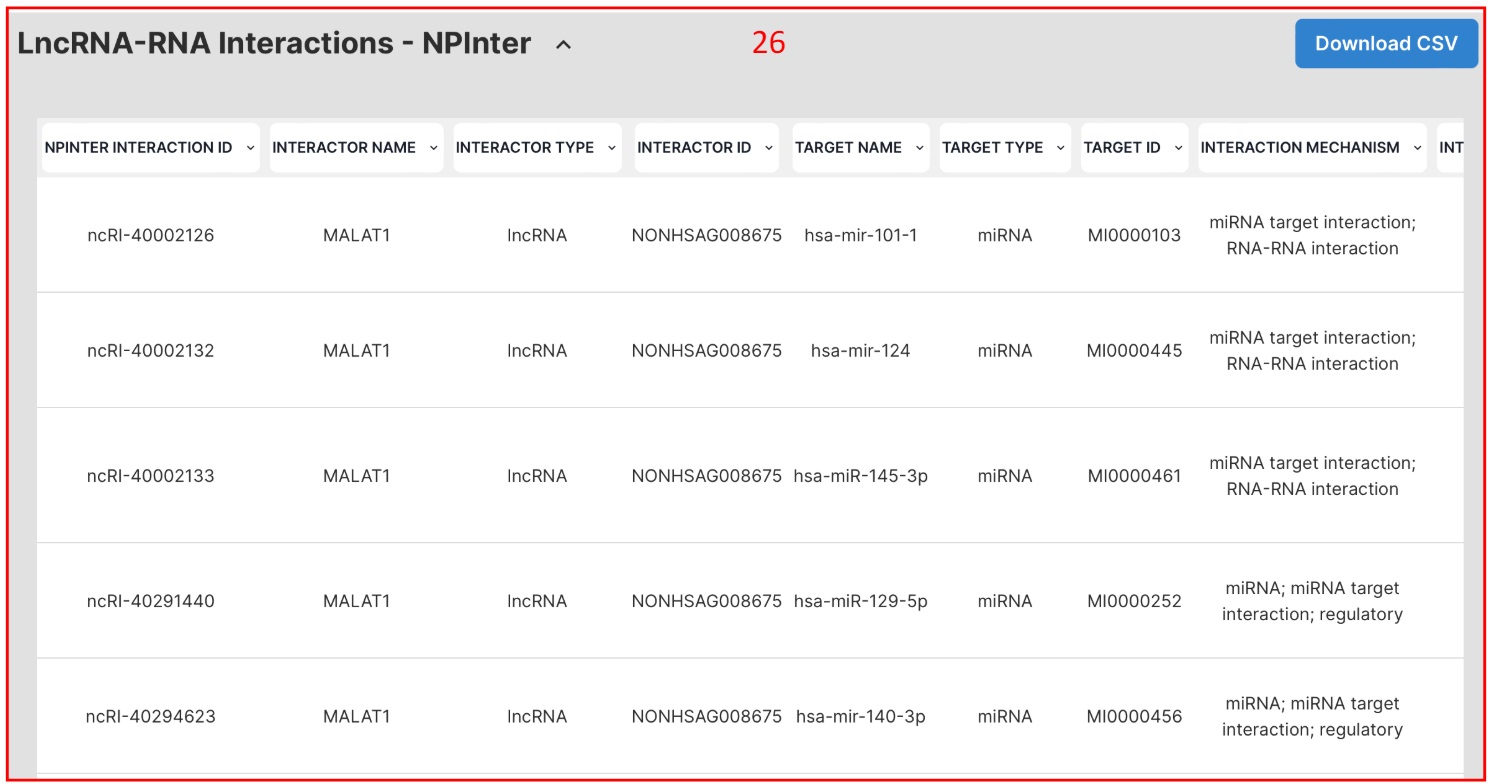 LncRNA-RNA Interactions - NPInter
26
Download CSV
NPINTER INTERACTION ID INTERACTOR NAME INTERACTOR TYPE INTERACTOR ID TARGET NAME TARGET TYPE TARGET ID INTERACTION MECHANISM INT
ncRI-40002126 MALAT1 lncRNA NONHSAG008675 hsa-mir-101-1 miRNA MI0000103 miRNA target interaction;
RNA-RNA interaction
ncRI-40002132 MALAT1 lncRNA NONHSAG008675 hsa-mir-124 miRNA MI0000445 miRNA target interaction;
RNA-RNA interaction
ncRI-40002133 MALAT1 lncRNA NONHSAG008675 hsa-miR-145-3p miRNA MI0000461 miRNA target interaction;
RNA-RNA interaction
ncRI-40291440 MALAT1 lncRNA NONHSAG008675 hsa-miR-129-5p miRNA MI0000252 miRNA; miRNA target
interaction; regulatory
ncRI-40294623 MALAT1 lncRNA NONHSAG008675 hsa-mir-140-3p miRNA MI0000456 miRNA; miRNA target
interaction; regulatory